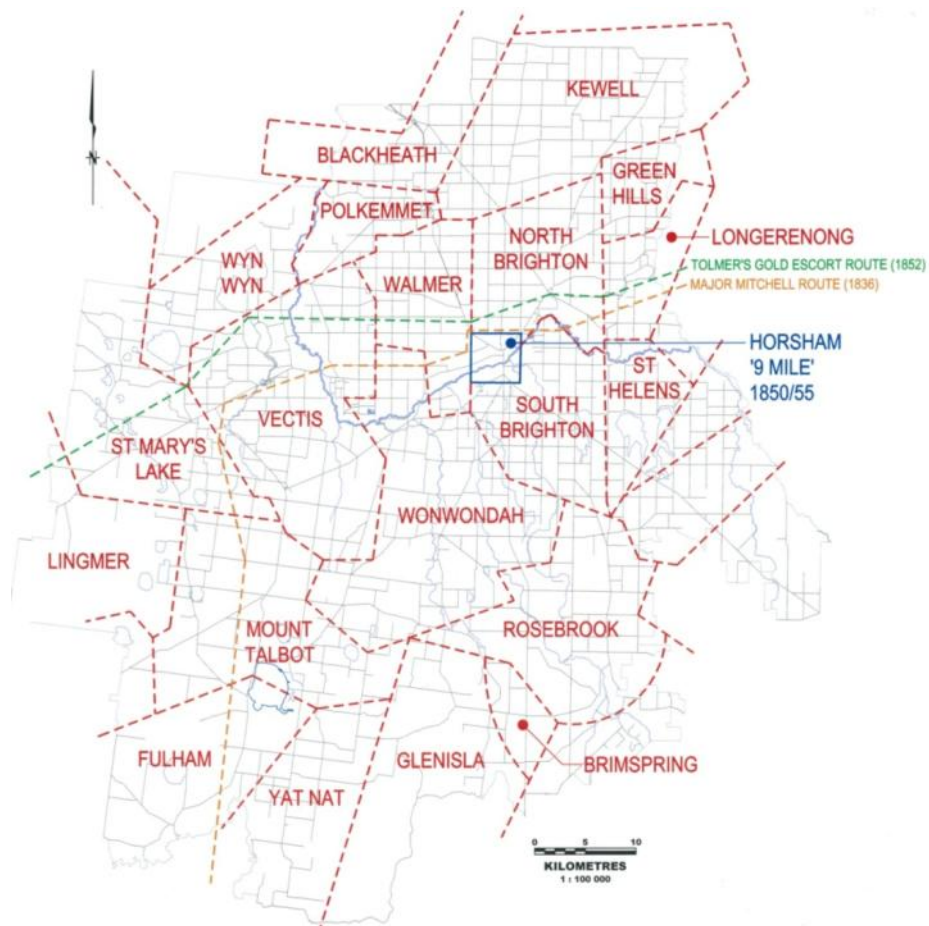 KEWELL
BLACKHEATH
GREEN
HILLS
POLKEMMET
LONGERENONG
NORTH
BRIGHTON
N
WYN
WYN
TOLMER'S GOLD ESCORT ROUTE (1852)
WALMER
MAJOR MITCHELL ROUTE (1836)
HORSHAM
'9 MILE'
1850/55
ST
HELENS
SOUTH
BRIGHTON
VECTIS
ST MARY'S
LAKE
WONWONDAH
LINGMER
MOUNT
TALBOT
ROSEBROOK
FULHAM
GLENISLA
BRIMSPRING
YAT NAT
0 5 10
KILOMETRES
1 : 100 000